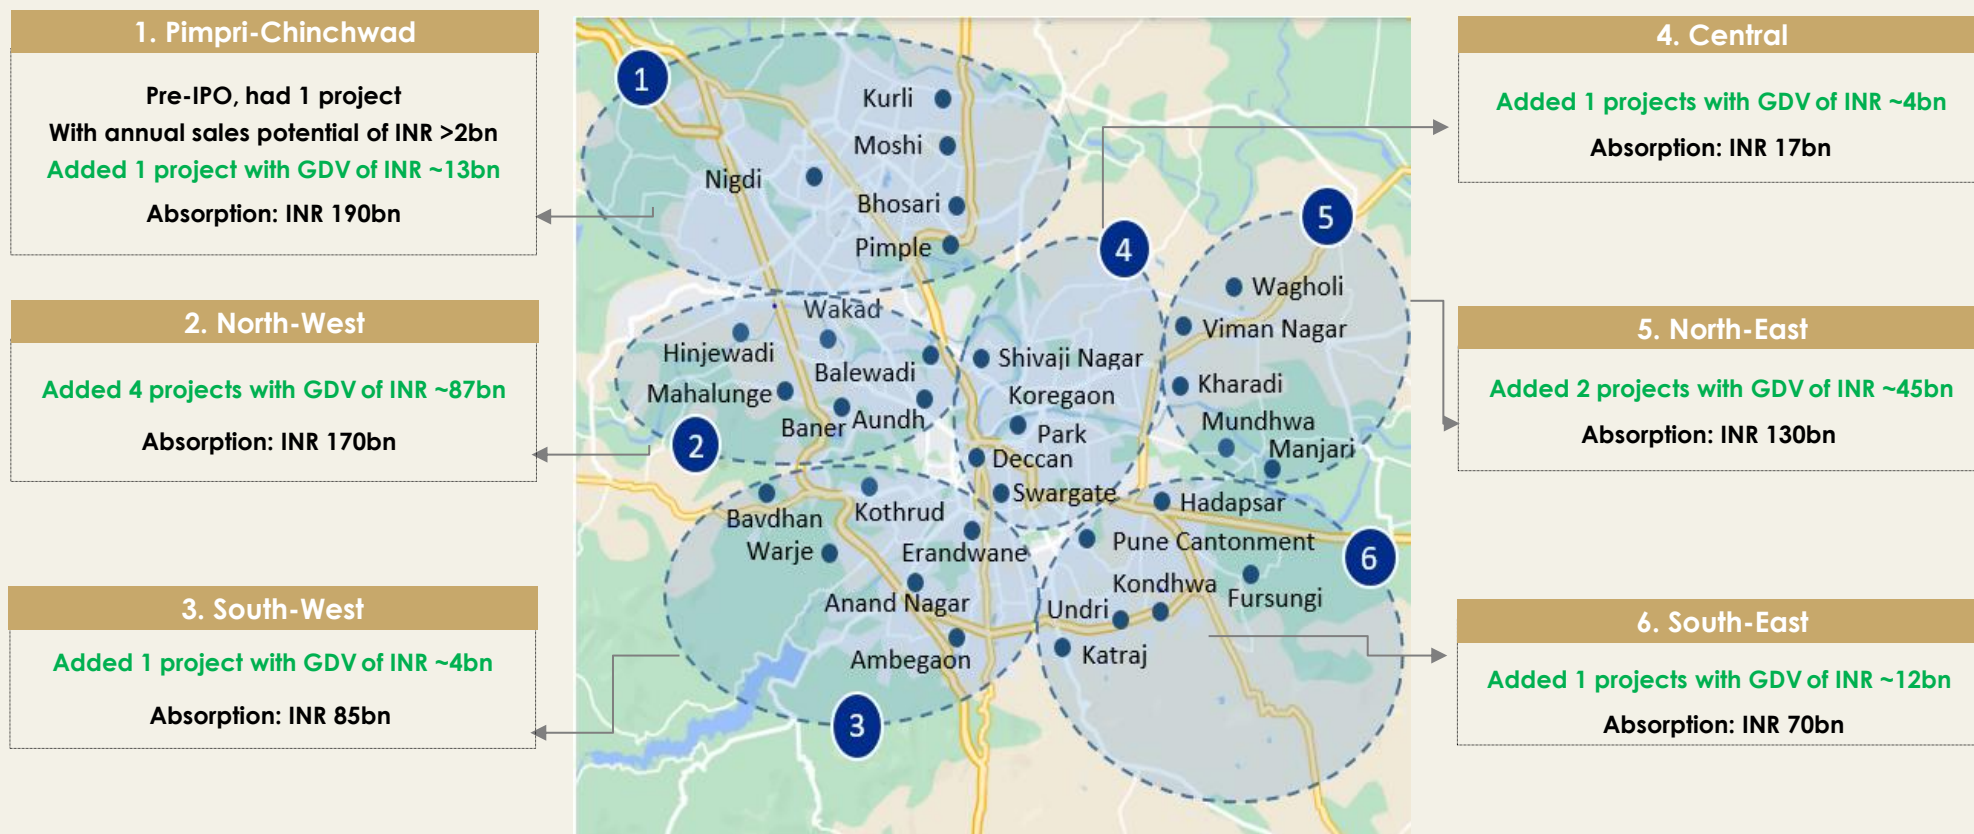 1. Pimpri-Chinchwad
Pre-IPO, had 1 project
With annual sales potential of INR >2bn
Added 1 project with GDV of INR ~13bn
Absorption: INR 190bn
2. North-West
Added 4 projects with GDV of INR ~87bn
Absorption: INR 170bn
3. South-West
Added 1 project with GDV of INR ~4bn
Absorption: INR 85bn
1
Kurli
Moshi
Nigdi
Bhosari
Pimple
4
5
Wagholi
Wakad
Viman Nagar
Hinjewadi
Shivaji Nagar
Balewadi
Kharadi
Mahalunge
Koregaon
Aundh
Mundhwa
Baner
Park
2
Manjari
Deccan
Swargate
Hadapsar
Kothrud
Bavdhan
Pune Cantonment
Warje
Erandwane
6
Kondhwa
Anand Nagar
Undri
Fursungi
Ambegaon
Katraj
3
4. Central
Added 1 projects with GDV of INR ~4bn
Absorption: INR 17bn
5. North-East
Added 2 projects with GDV of INR ~45bn
Absorption: INR 130bn
6. South-East
Added 1 projects with GDV of INR ~12bn
Absorption: INR 70bn